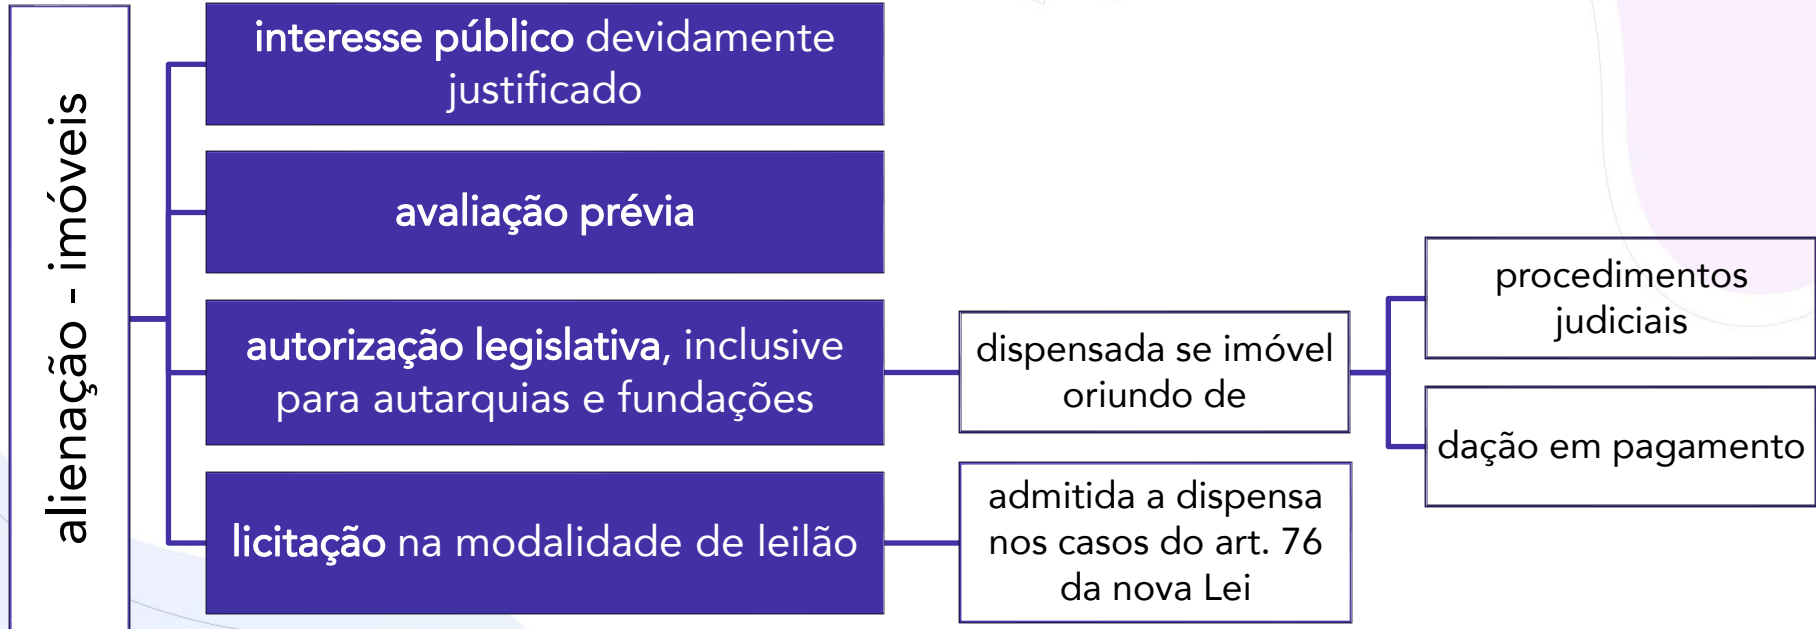 alienação - imóveis
interesse público devidamente
justificado
avaliação prévia
autorização legislativa, inclusive
para autarquias e fundações
dispensada se imóvel
oriundo de
procedimentos
judiciais
dação em pagamento
licitação na modalidade de leilão
admitida a dispensa
nos casos do art. 76
da nova Lei